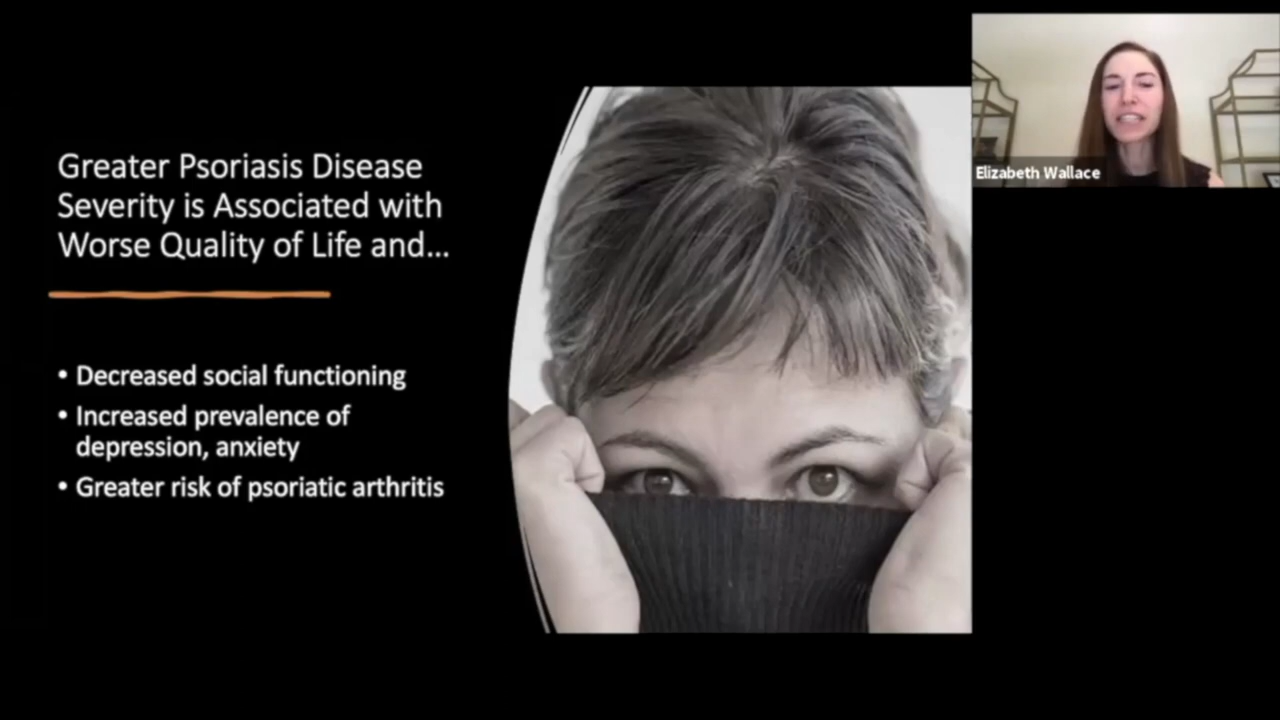 Greater Psoriasis Disease
Severity is Associated with
Worse Quality of Life and...
• Decreased social functioning
• Increased prevalence of
depression, anxiety
• Greater risk of psoriatic arthritis
Elizabeth Wallace